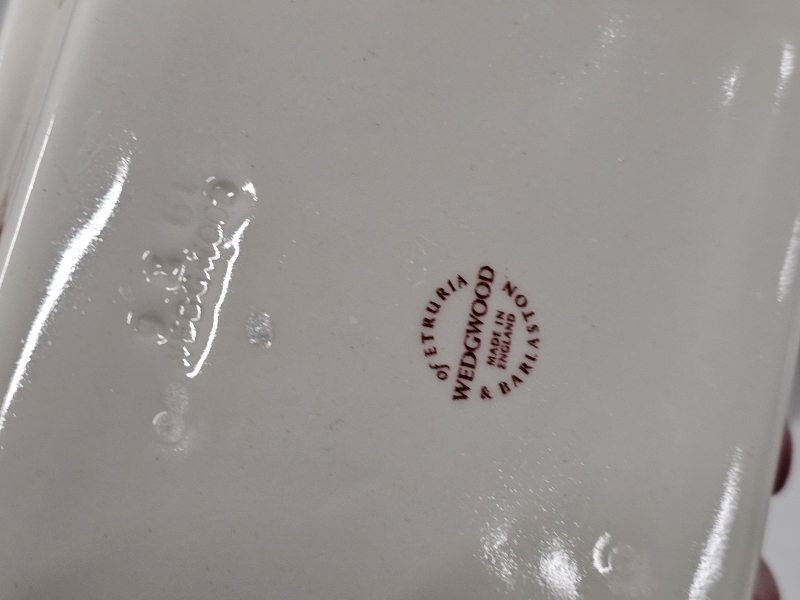 of ETRURIA
WEDGWOOD
MADE IN
ENGLAND
& BARLASTON